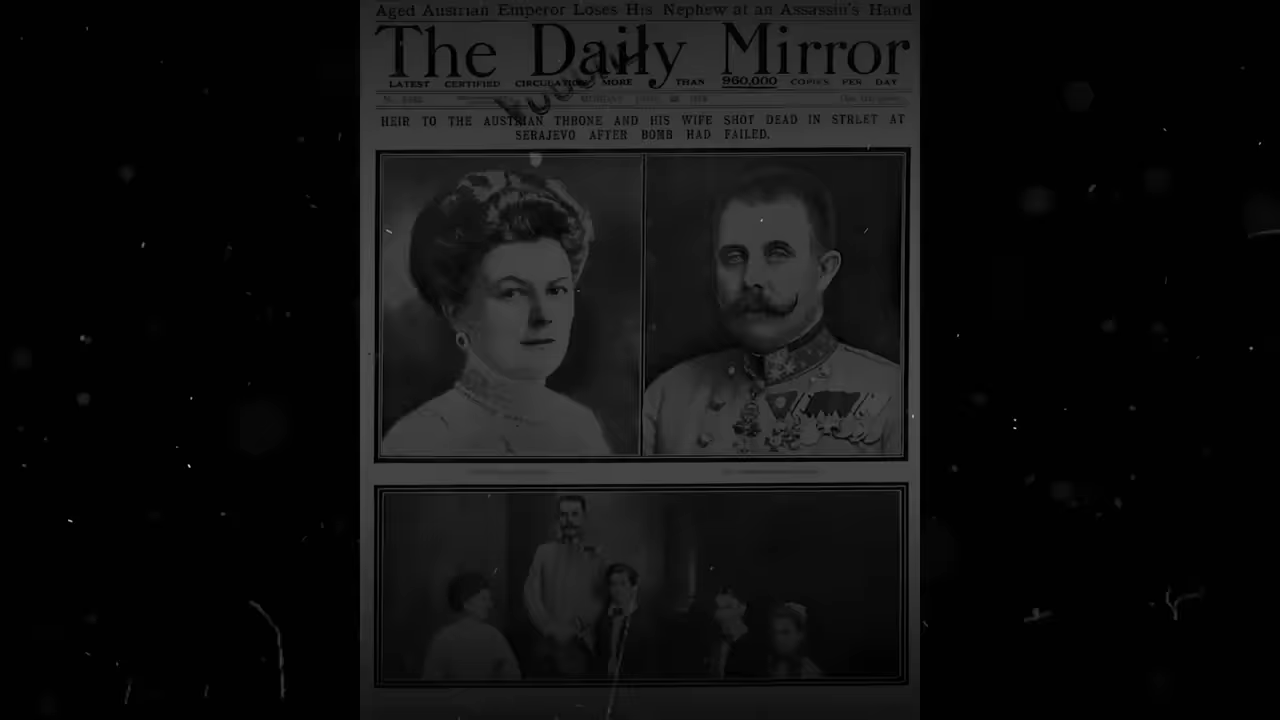 Aged Austrian Emperor Loses His Nephew at an Assassin's Hand
The Daily Mirror
LATEST CERTIFIED CIRCULATION MORE THAN 960,000 COPIES PER DAY
HEIR TO THE AUSTRIAN THRONE AND HIS WIFE SHOT DEAD IN STREET AT
SERAJEVO AFTER BOMB HAD FAILED.